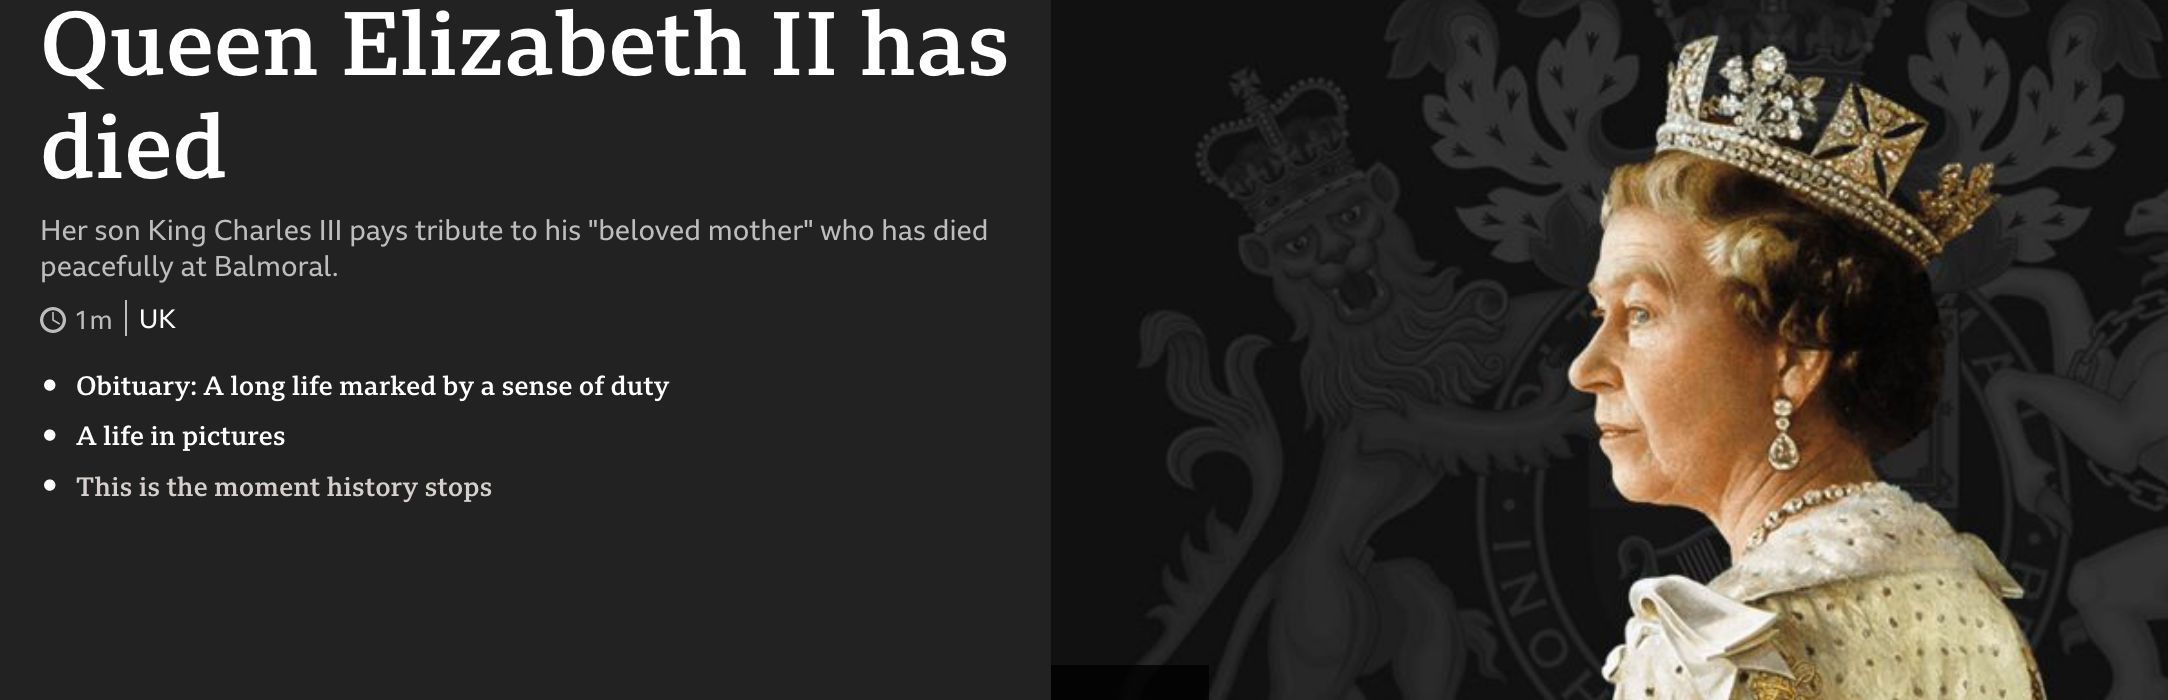 Queen Elizabeth II has
died
Her son King Charles III pays tribute to his "beloved mother" who has died
peacefully at Balmoral.
1m | UK
• Obituary: A long life marked by a sense of duty
• A life in pictures
• This is the moment history stops
INO